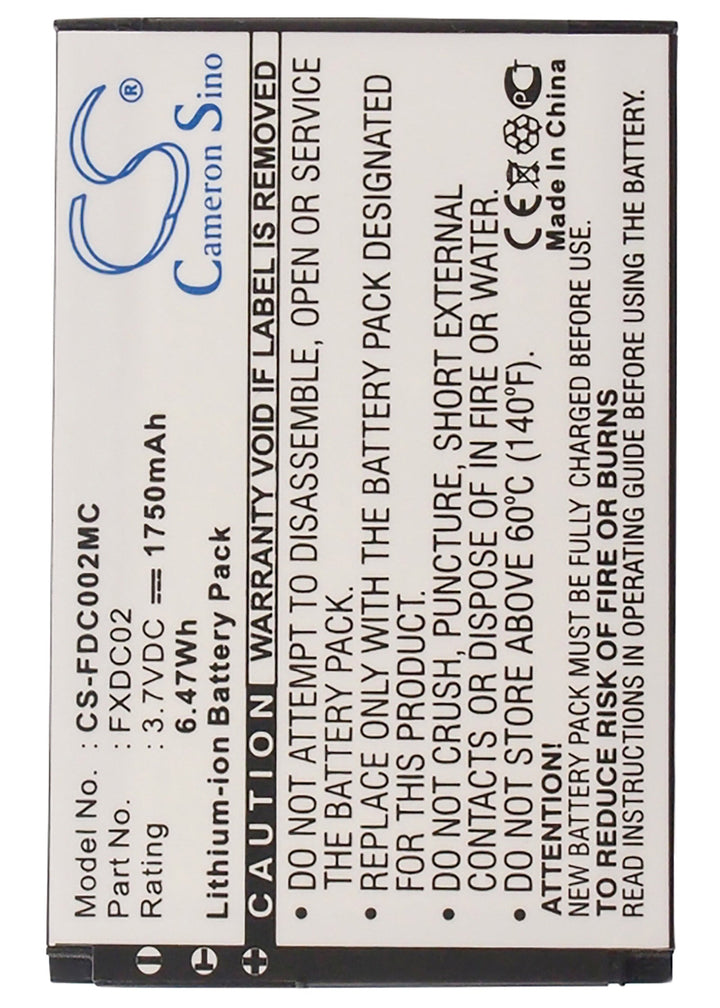 CS®
Cameron Sino
Model No. : CS-FDC002MC
Part No. : FXDC02
Rating : 3.7VDC 1750mAh
6.47Wh
Lithium-ion Battery Pack
CAUTION WARRANTY VOID IF LABEL IS REMOVED
• DO NOT ATTEMPT TO DISASSEMBLE, OPEN OR SERVICE
THE BATTERY PACK.
• REPLACE ONLY WITH THE BATTERY PACK DESIGNATED
FOR THIS PRODUCT.
• DO NOT CRUSH, PUNCTURE, SHORT EXTERNAL
CONTACTS OR DISPOSE OF IN FIRE OR WATER.
• DO NOT STORE ABOVE 60°C (140°F).
CE
Made In China
ATTENTION!
NEW BATTERY PACK MUST BE FULLY CHARGED BEFORE USE.
TO REDUCE RISK OF FIRE OR BURNS
READ INSTRUCTIONS IN OPERATING GUIDE BEFORE USING THE BATTERY.